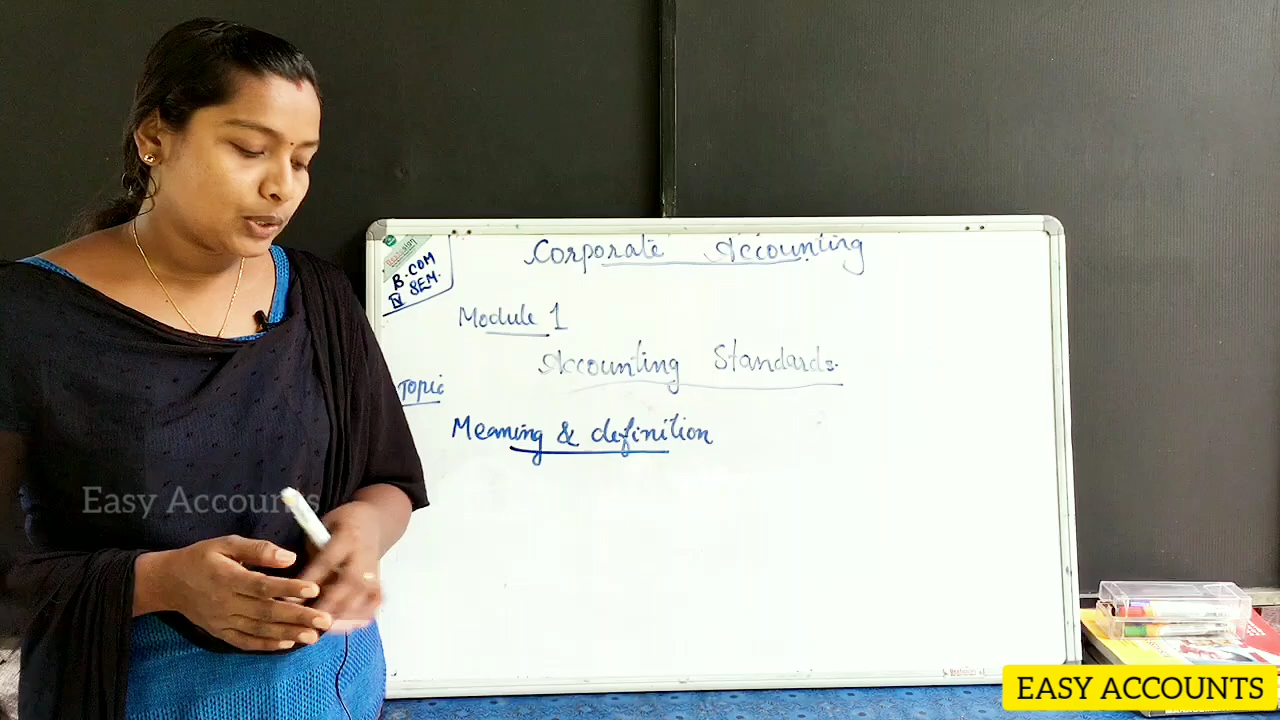 Corporate Accounting
B.COM
IV SEM.
Module 1
Accounting Standards.
Topic
Meaning & definition
Easy Accounts
EASY ACCOUNTS